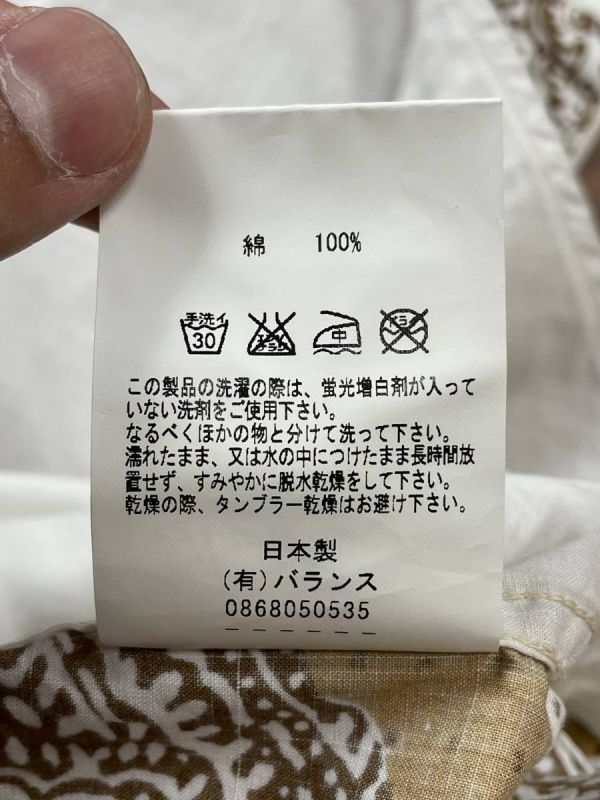 綿 100%
手洗イ エンソ ドライ
30 サラシ 中
この製品の洗濯の際は、蛍光増白剤が入って
いない洗剤をご使用下さい。
なるべくほかの物と分けて洗って下さい。
濡れたまま、又は水の中につけたまま長時間放
置せず、すみやかに脱水乾燥をして下さい。
乾燥の際、タンブラー乾燥はお避け下さい。
日本製
(有)バランス
0868050535